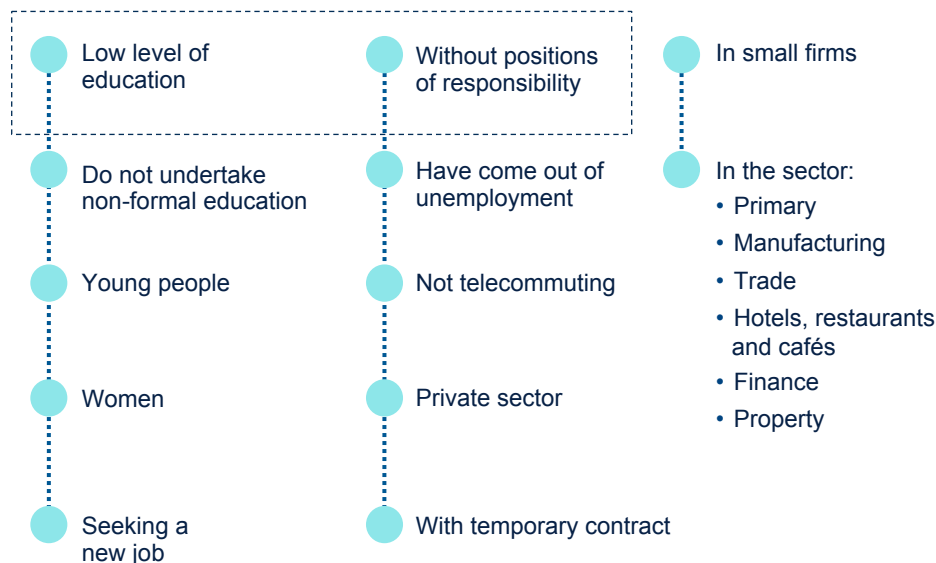 Low level of
education
Do not undertake
non-formal education
Young people
Women
Seeking a
new job
Without positions
of responsibility
Have come out of
unemployment
Not telecommuting
Private sector
With temporary contract
In small firms
In the sector:
• Primary
• Manufacturing
• Trade
• Hotels, restaurants
and cafés
• Finance
• Property